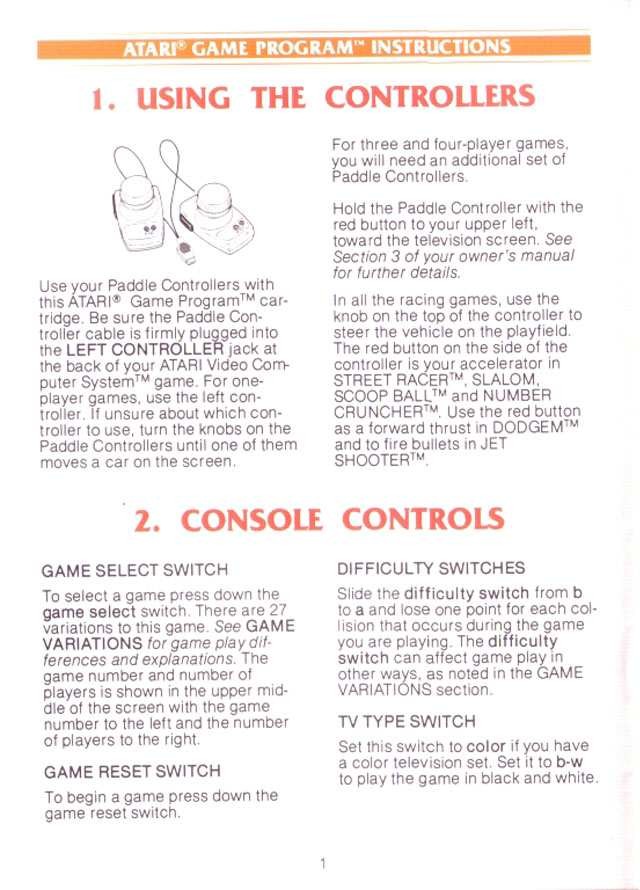 ATARI® GAME PROGRAM™ INSTRUCTIONS
1. USING THE CONTROLLERS
Use your Paddle Controllers with
this ATARI® Game Program™ car-
tridge. Be sure the Paddle Con-
troller cable is firmly plugged into
the LEFT CONTROLLER jack at
the back of your ATARI Video Com-
puter System™ game. For one-
player games, use the left con-
troller. If unsure about which con-
troller to use, turn the knobs on the
Paddle Controllers until one of them
moves a car on the screen.
For three and four-player games,
you will need an additional set of
Paddle Controllers.
Hold the Paddle Controller with the
red button to your upper left,
toward the television screen. See
Section 3 of your owner's manual
for further details.
In all the racing games, use the
knob on the top of the controller to
steer the vehicle on the playfield.
The red button on the side of the
controller is your accelerator in
STREET RACER™, SLALOM,
SCOOP BALL™ and NUMBER
CRUNCHER™. Use the red button
as a forward thrust in DODGEM™
and to fire bullets in JET
SHOOTER™.
2. CONSOLE CONTROLS
GAME SELECT SWITCH
To select a game press down the
game select switch. There are 27
variations to this game. See GAME
VARIATIONS for game play dif-
ferences and explanations. The
game number and number of
players is shown in the upper mid-
dle of the screen with the game
number to the left and the number
of players to the right.
GAME RESET SWITCH
To begin a game press down the
game reset switch.
DIFFICULTY SWITCHES
Slide the difficulty switch from b
to a and lose one point for each col-
lision that occurs during the game
you are playing. The difficulty
switch can affect game play in
other ways, as noted in the GAME
VARIATIONS section.
TV TYPE SWITCH
Set this switch to color if you have
a color television set. Set it to b-w
to play the game in black and white.
1